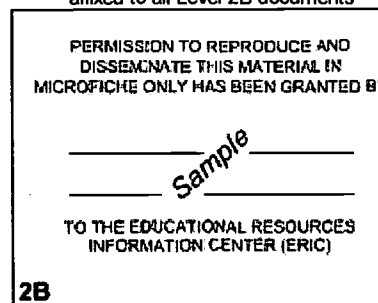 affixed to all Level 2B documents
PERMISSION TO REPRODUCE AND
DISSEMINATE THIS MATERIAL IN
MICROFICHE ONLY HAS BEEN GRANTED B
Sample
TO THE EDUCATIONAL RESOURCES
INFORMATION CENTER (ERIC)
2B